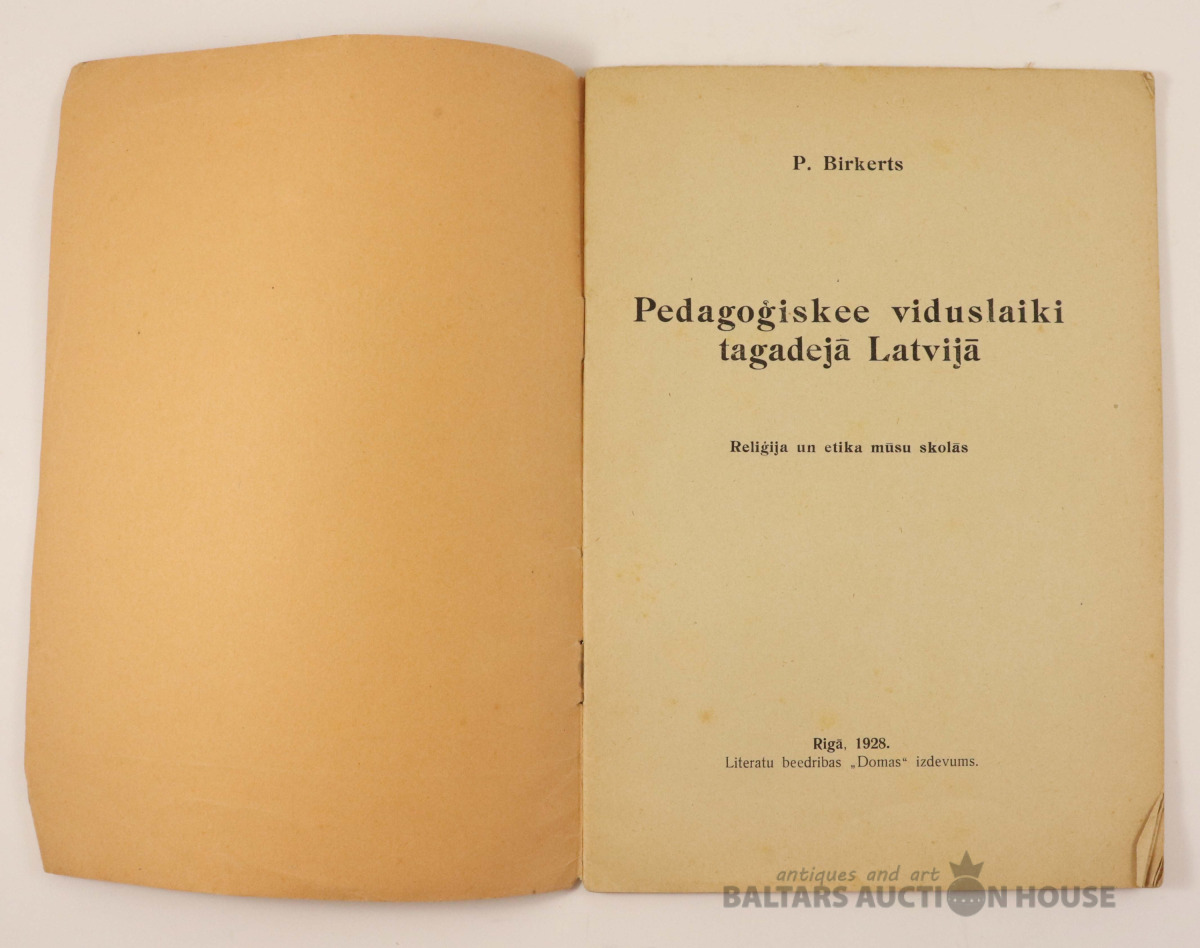 P. Birkerts
Pedagoģiskee viduslaiki
tagadejā Latvijā
Reliģija un etika mūsu skolās
Rigā, 1928.
Literatu beedribas „Domas“ izdevums.
antiques and art
BALTARS AUCTION HOUSE